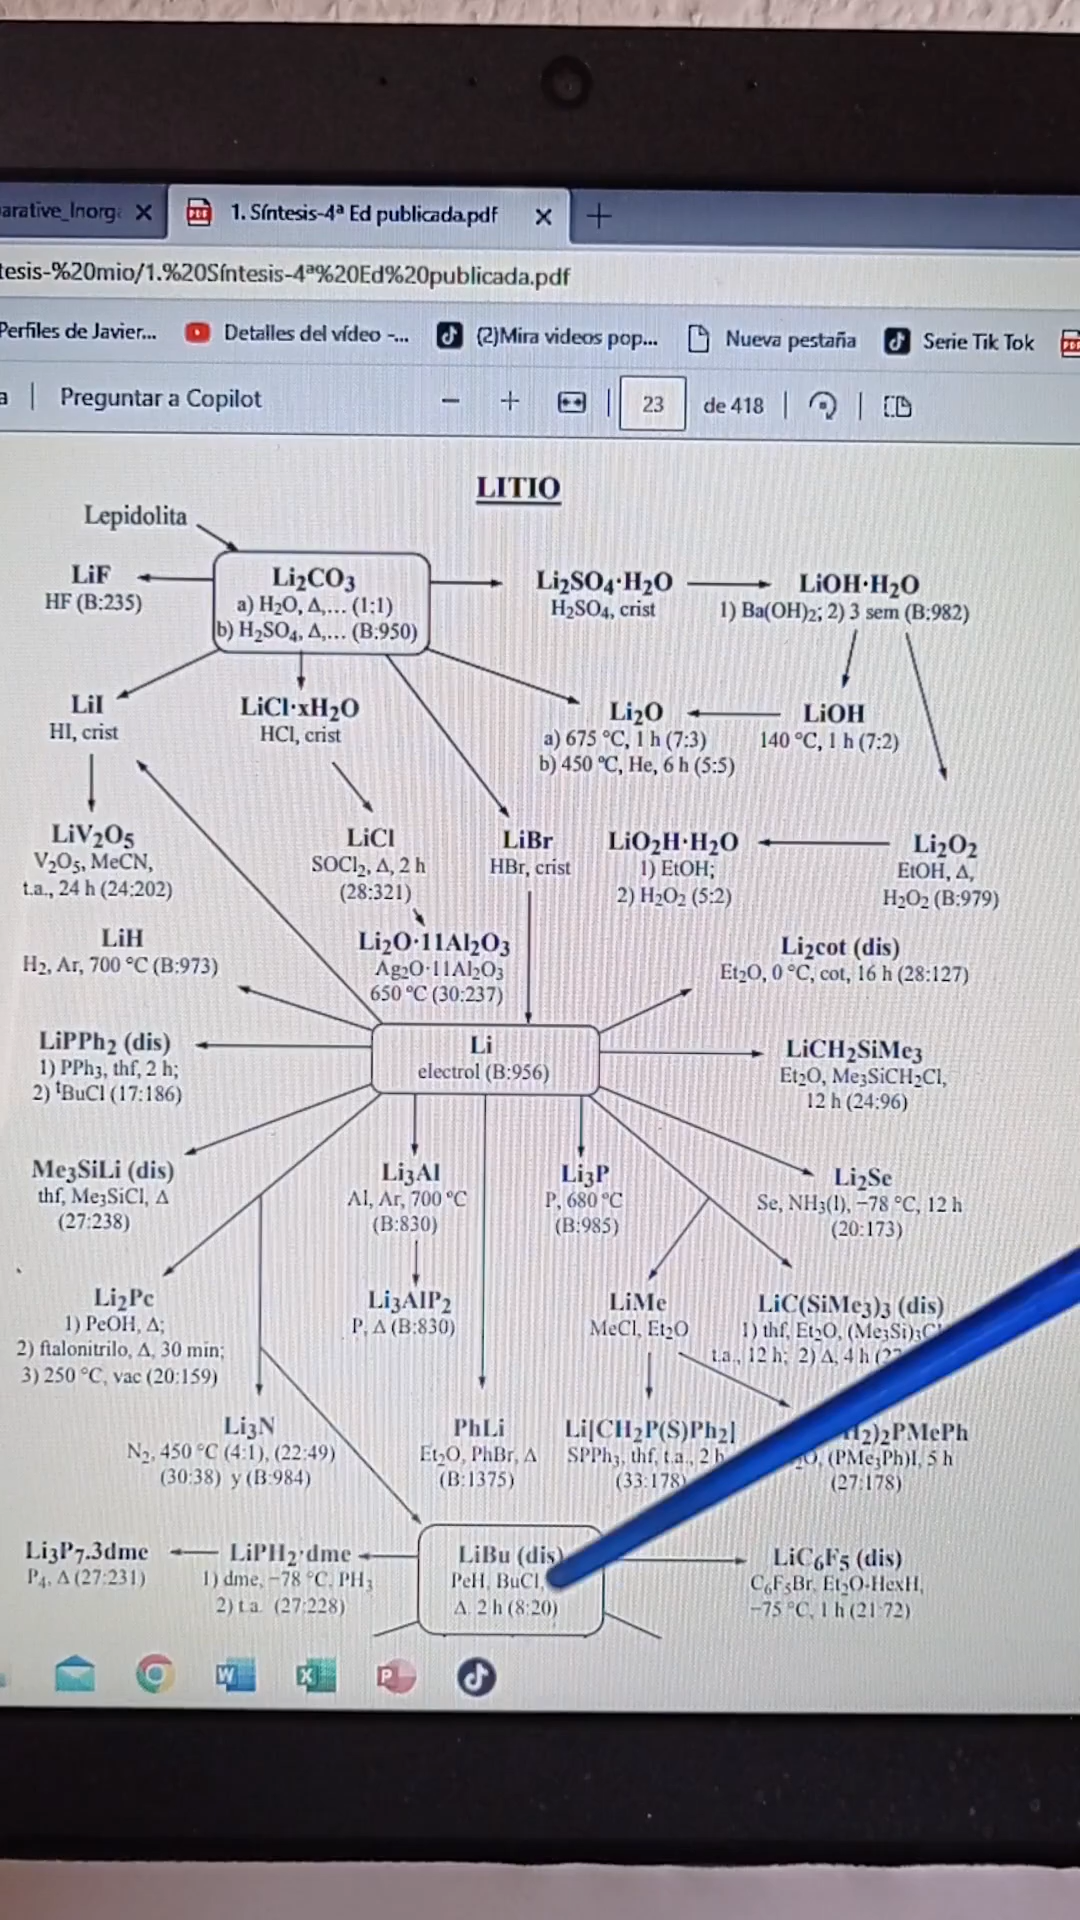 arative_Inorg
1. Síntesis-4ª Ed publicada.pdf
tesis-%20mio/1.%20Síntesis-4ª%20Ed%20publicada.pdf
Perfiles de Javier...
Detalles del vídeo -...
(2)Mira videos pop...
Nueva pestaña
Serie Tik Tok
a
Preguntar a Copilot
23
de 418
LITIO
Lepidolita
LiF
HF (B:235)
Li2CO3
a) H2O, Δ,... (1:1)
b) H2SO4, Δ,... (B:950)
Li2SO4·H2O
H2SO4, crist
LiOH·H2O
1) Ba(OH)2; 2) 3 sem (B:982)
LiI
HI, crist
LiCl·xH2O
HCl, crist
Li2O
a) 675 °C, 1 h (7:3)
b) 450 °C, He, 6 h (5:5)
LiOH
140 °C, 1 h (7:2)
LiV2O5
V2O5, MeCN,
t.a., 24 h (24:202)
LiCl
SOCl2, Δ, 2 h
(28:321)
LiBr
HBr, crist
LiO2H·H2O
1) EtOH;
2) H2O2 (5:2)
Li2O2
EtOH, Δ,
H2O2 (B:979)
LiH
H2, Ar, 700 °C (B:973)
Li2O·11Al2O3
Ag2O·11Al2O3
650 °C (30:237)
Li2cot (dis)
Et2O, 0 °C, cot, 16 h (28:127)
LiPPh2 (dis)
1) PPh3, thf, 2 h;
2) tBuCl (17:186)
Li
electrol (B:956)
LiCH2SiMe3
Et2O, Me3SiCH2Cl,
12 h (24:96)
Me3SiLi (dis)
thf, Me3SiCl, Δ
(27:238)
Li3Al
Al, Ar, 700 °C
(B:830)
Li3P
P, 680 °C
(B:985)
Li2Se
Se, NH3(l), −78 °C, 12 h
(20:173)
Li2Pc
1) PeOH, Δ;
2) ftalonitrilo, Δ, 30 min;
3) 250 °C, vac (20:159)
Li3AlP2
P, Δ (B:830)
LiMe
MeCl, Et2O
LiC(SiMe3)3 (dis)
1) thf, Et2O, (Me3Si)3C
t.a., 12 h; 2) Δ, 4 h
Li3N
N2, 450 °C (4:1), (22:49)
(30:38) y (B:984)
PhLi
Et2O, PhBr, Δ
(B:1375)
Li[CH2P(S)Ph2]
SPPh3, thf, t.a., 2 h
(33:178)
2)2PMePh
(PMe3Ph)I, 5 h
(27:178)
Li3P7.3dme
P4, Δ (27:231)
LiPH2·dme
1) dme, −78 °C, PH3
2) t.a. (27:228)
LiBu (dis)
PeH, BuCl,
Δ 2 h (8:20)
LiC6F5 (dis)
C6F5Br, Et2O-HexH,
−75 °C, 1 h (21:72)